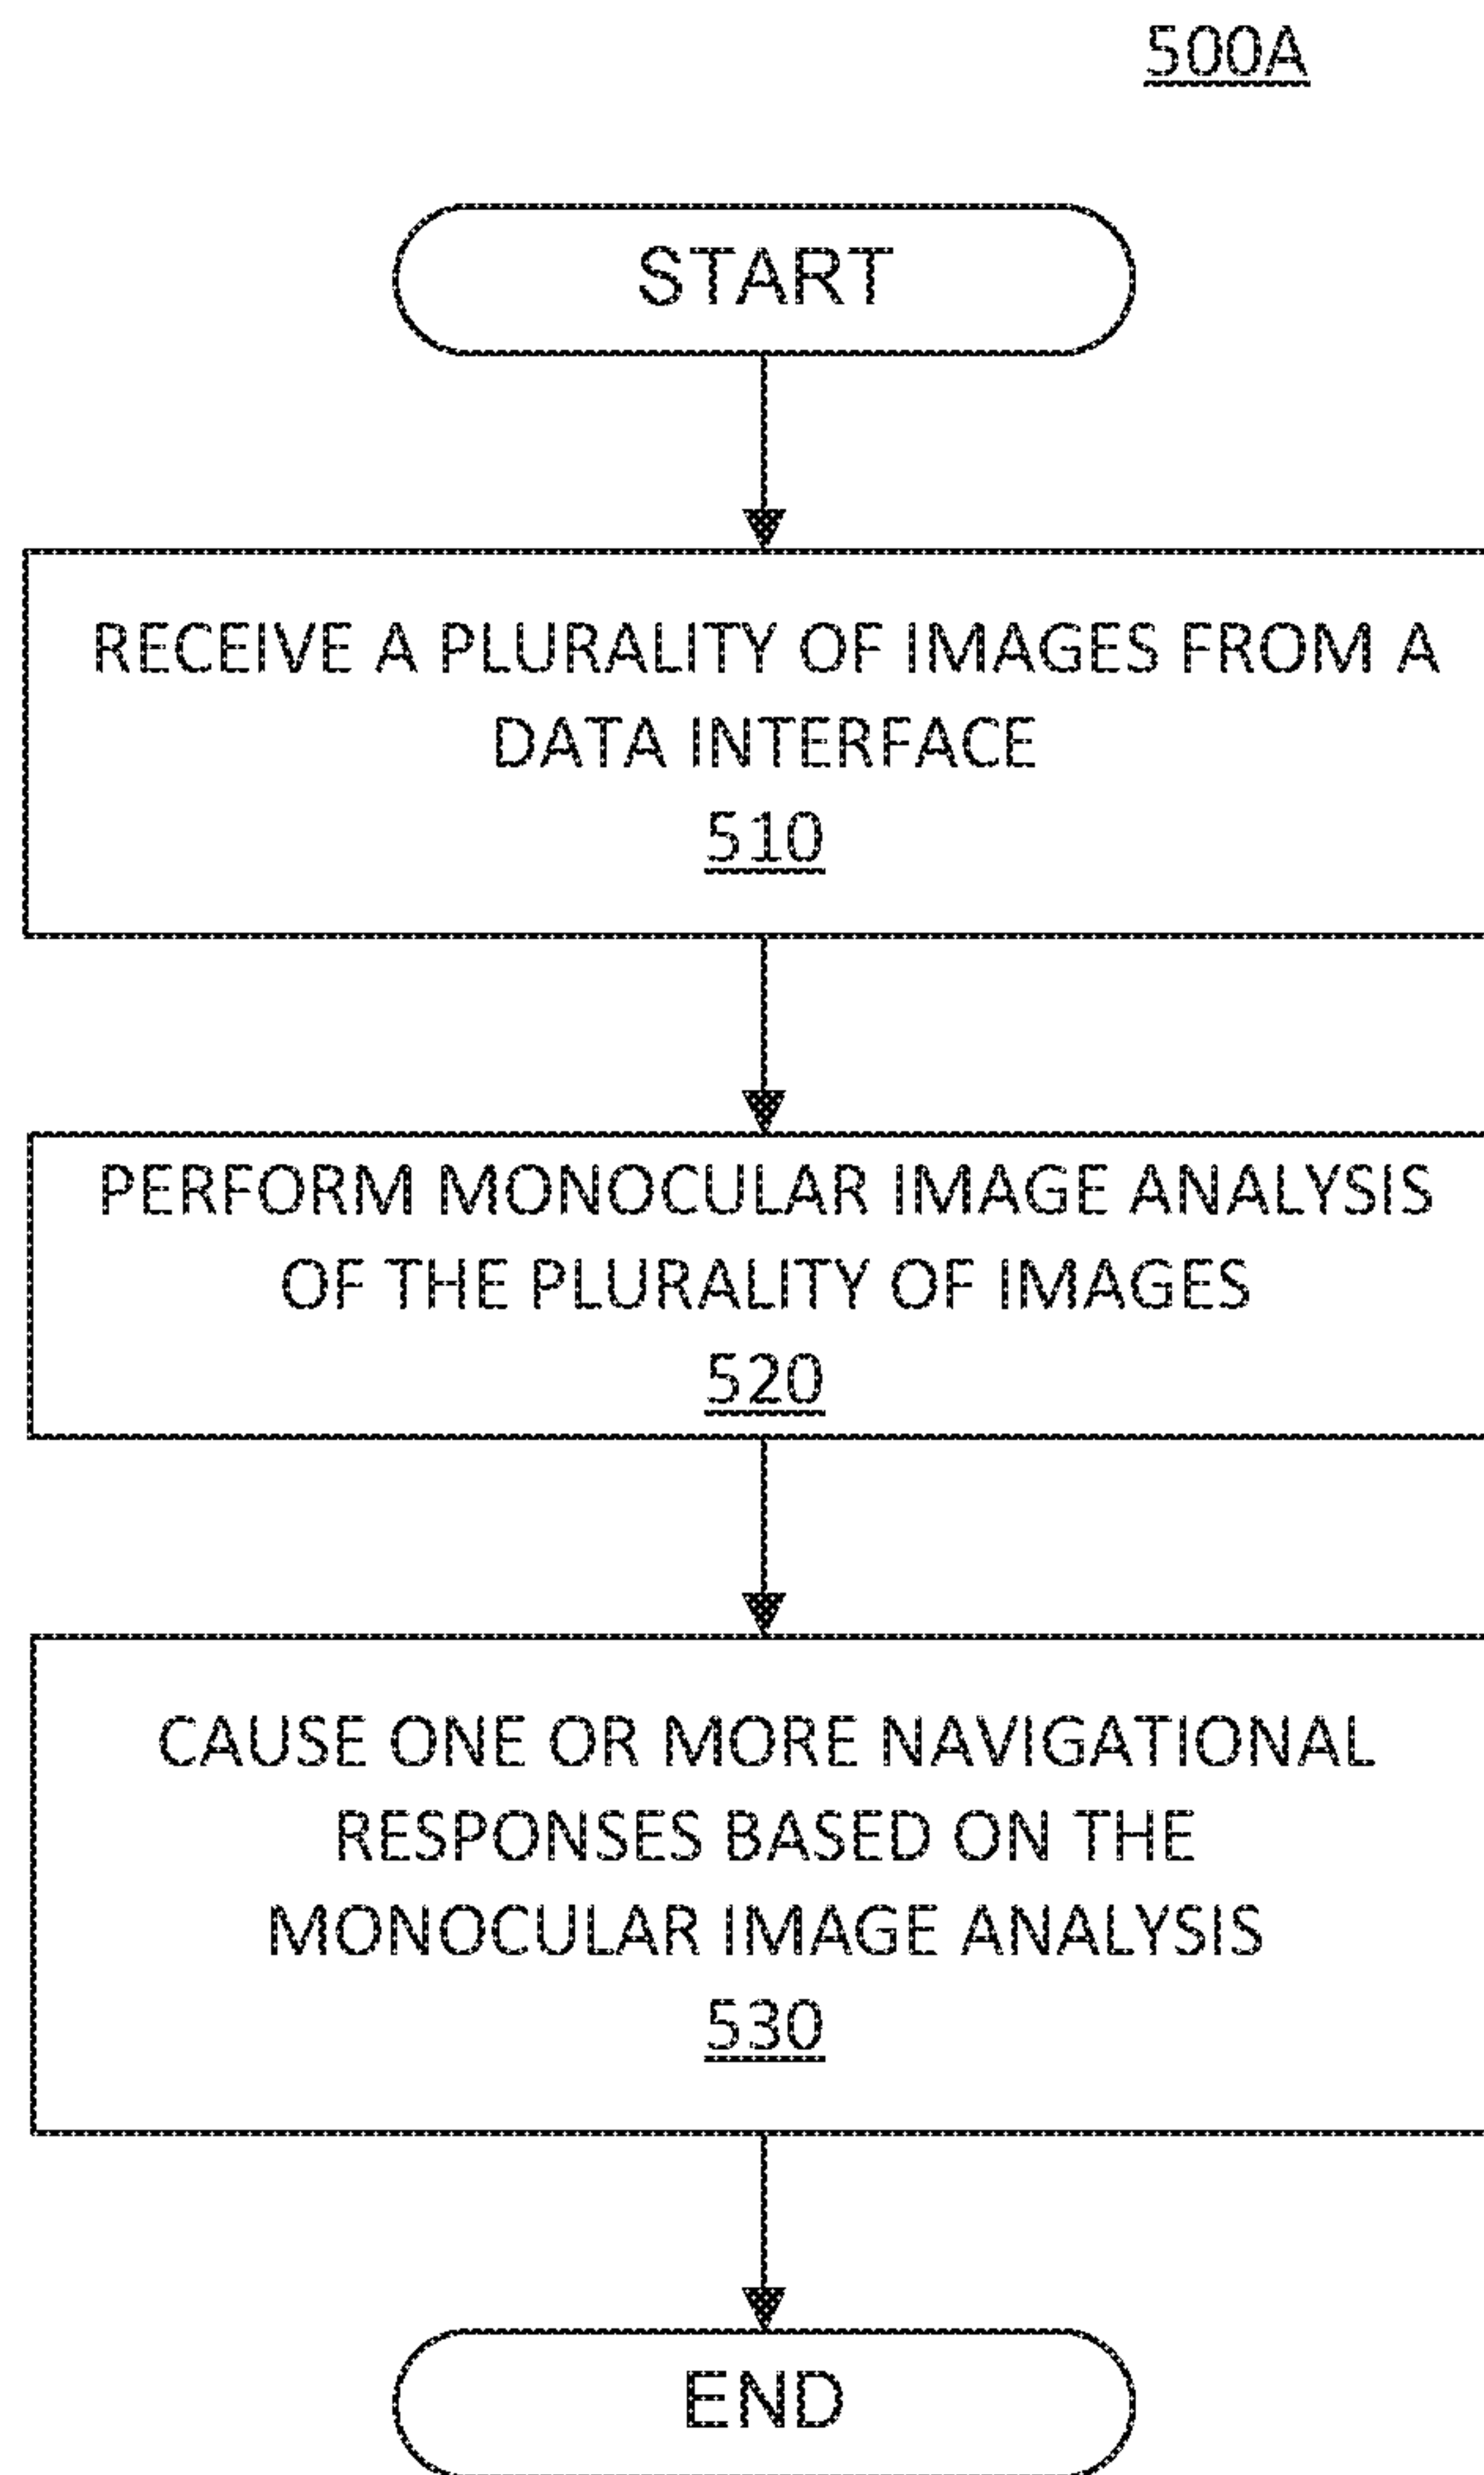 500A
START
RECEIVE A PLURALITY OF IMAGES FROM A
DATA INTERFACE
510
PERFORM MONOCULAR IMAGE ANALYSIS
OF THE PLURALITY OF IMAGES
520
CAUSE ONE OR MORE NAVIGATIONAL
RESPONSES BASED ON THE
MONOCULAR IMAGE ANALYSIS
530
END